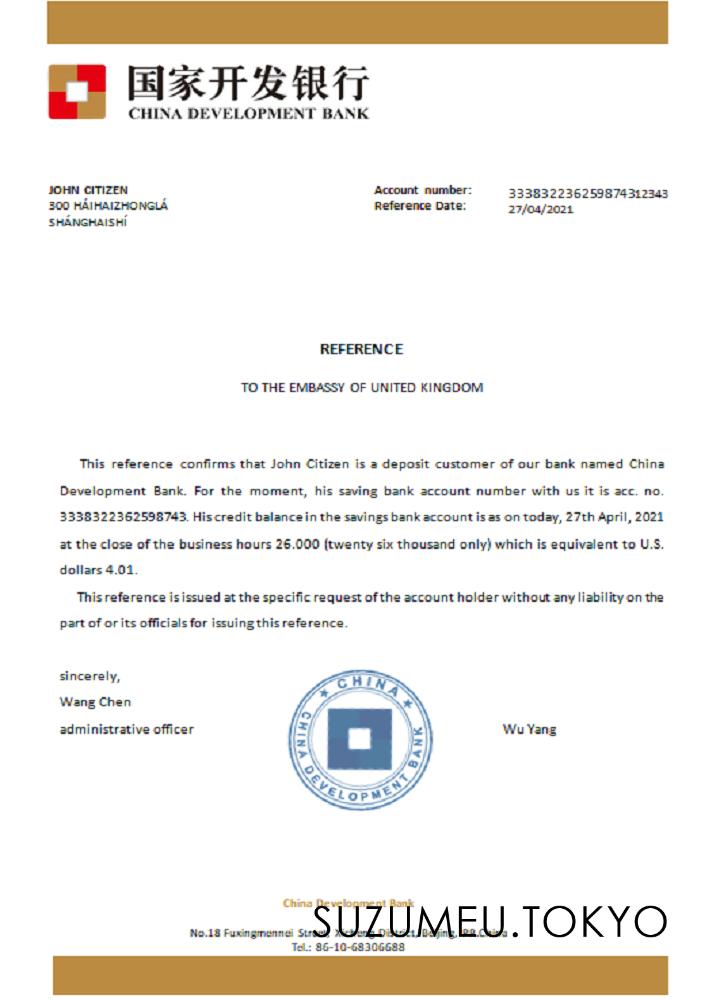 国家开发银行
CHINA DEVELOPMENT BANK
JOHN CITIZEN
300 HÁIHAIZHONGLÁ
SHÁNGHAISHÍ
Account number: 333832236259874312343
Reference Date: 27/04/2021
REFERENCE
TO THE EMBASSY OF UNITED KINGDOM
This reference confirms that John Citizen is a deposit customer of our bank named China
Development Bank. For the moment, his saving bank account number with us it is acc. no.
3338322362598743. His credit balance in the savings bank account is as on today, 27th April, 2021
at the close of the business hours 26.000 (twenty six thousand only) which is equivalent to U.S.
dollars 4.01.
This reference is issued at the specific request of the account holder without any liability on the
part of or its officials for issuing this reference.
sincerely,
Wang Chen
administrative officer
CHINA
CHINA DEVELOPMENT BANK
Wu Yang
China Development Bank
SUZUMEU.TOKYO
No.18 Fuxingmennei Street, Xicheng District, Beijing, PR.China
Tel.: 86-10-68306688